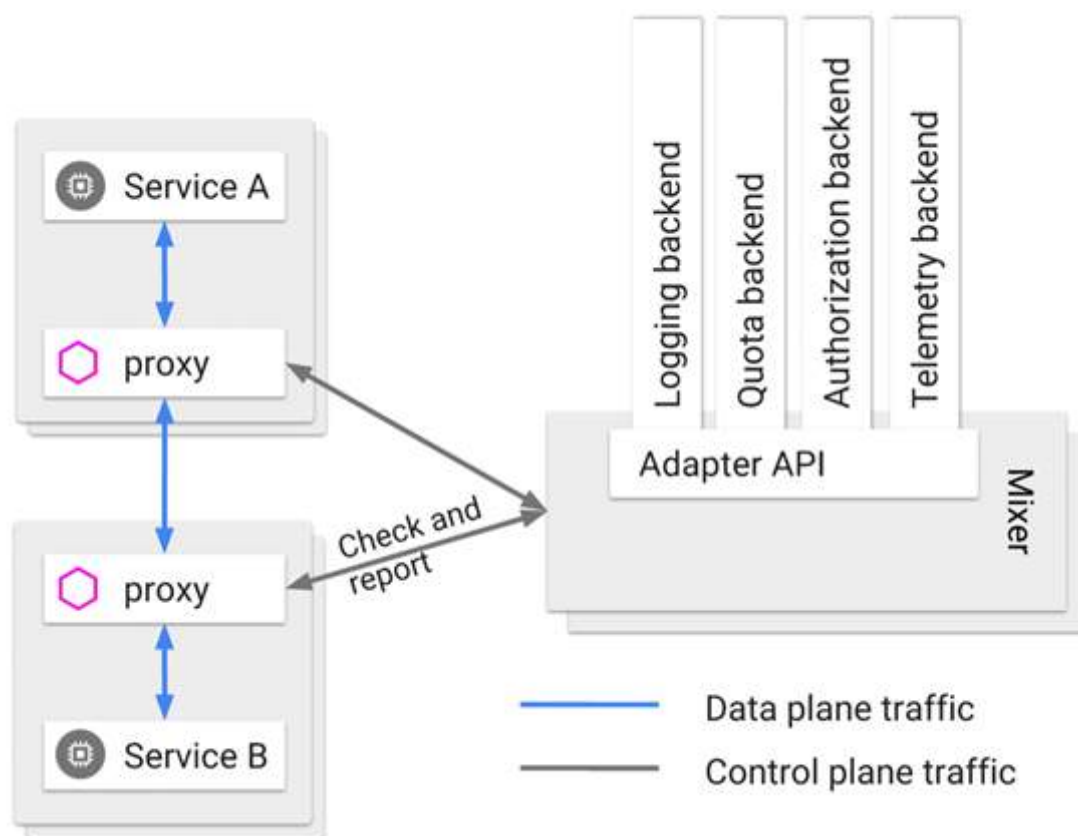 Service A
proxy
proxy
Service B
Check and
report
Logging backend
Quota backend
Authorization backend
Telemetry backend
Adapter API
Mixer
Data plane traffic
Control plane traffic